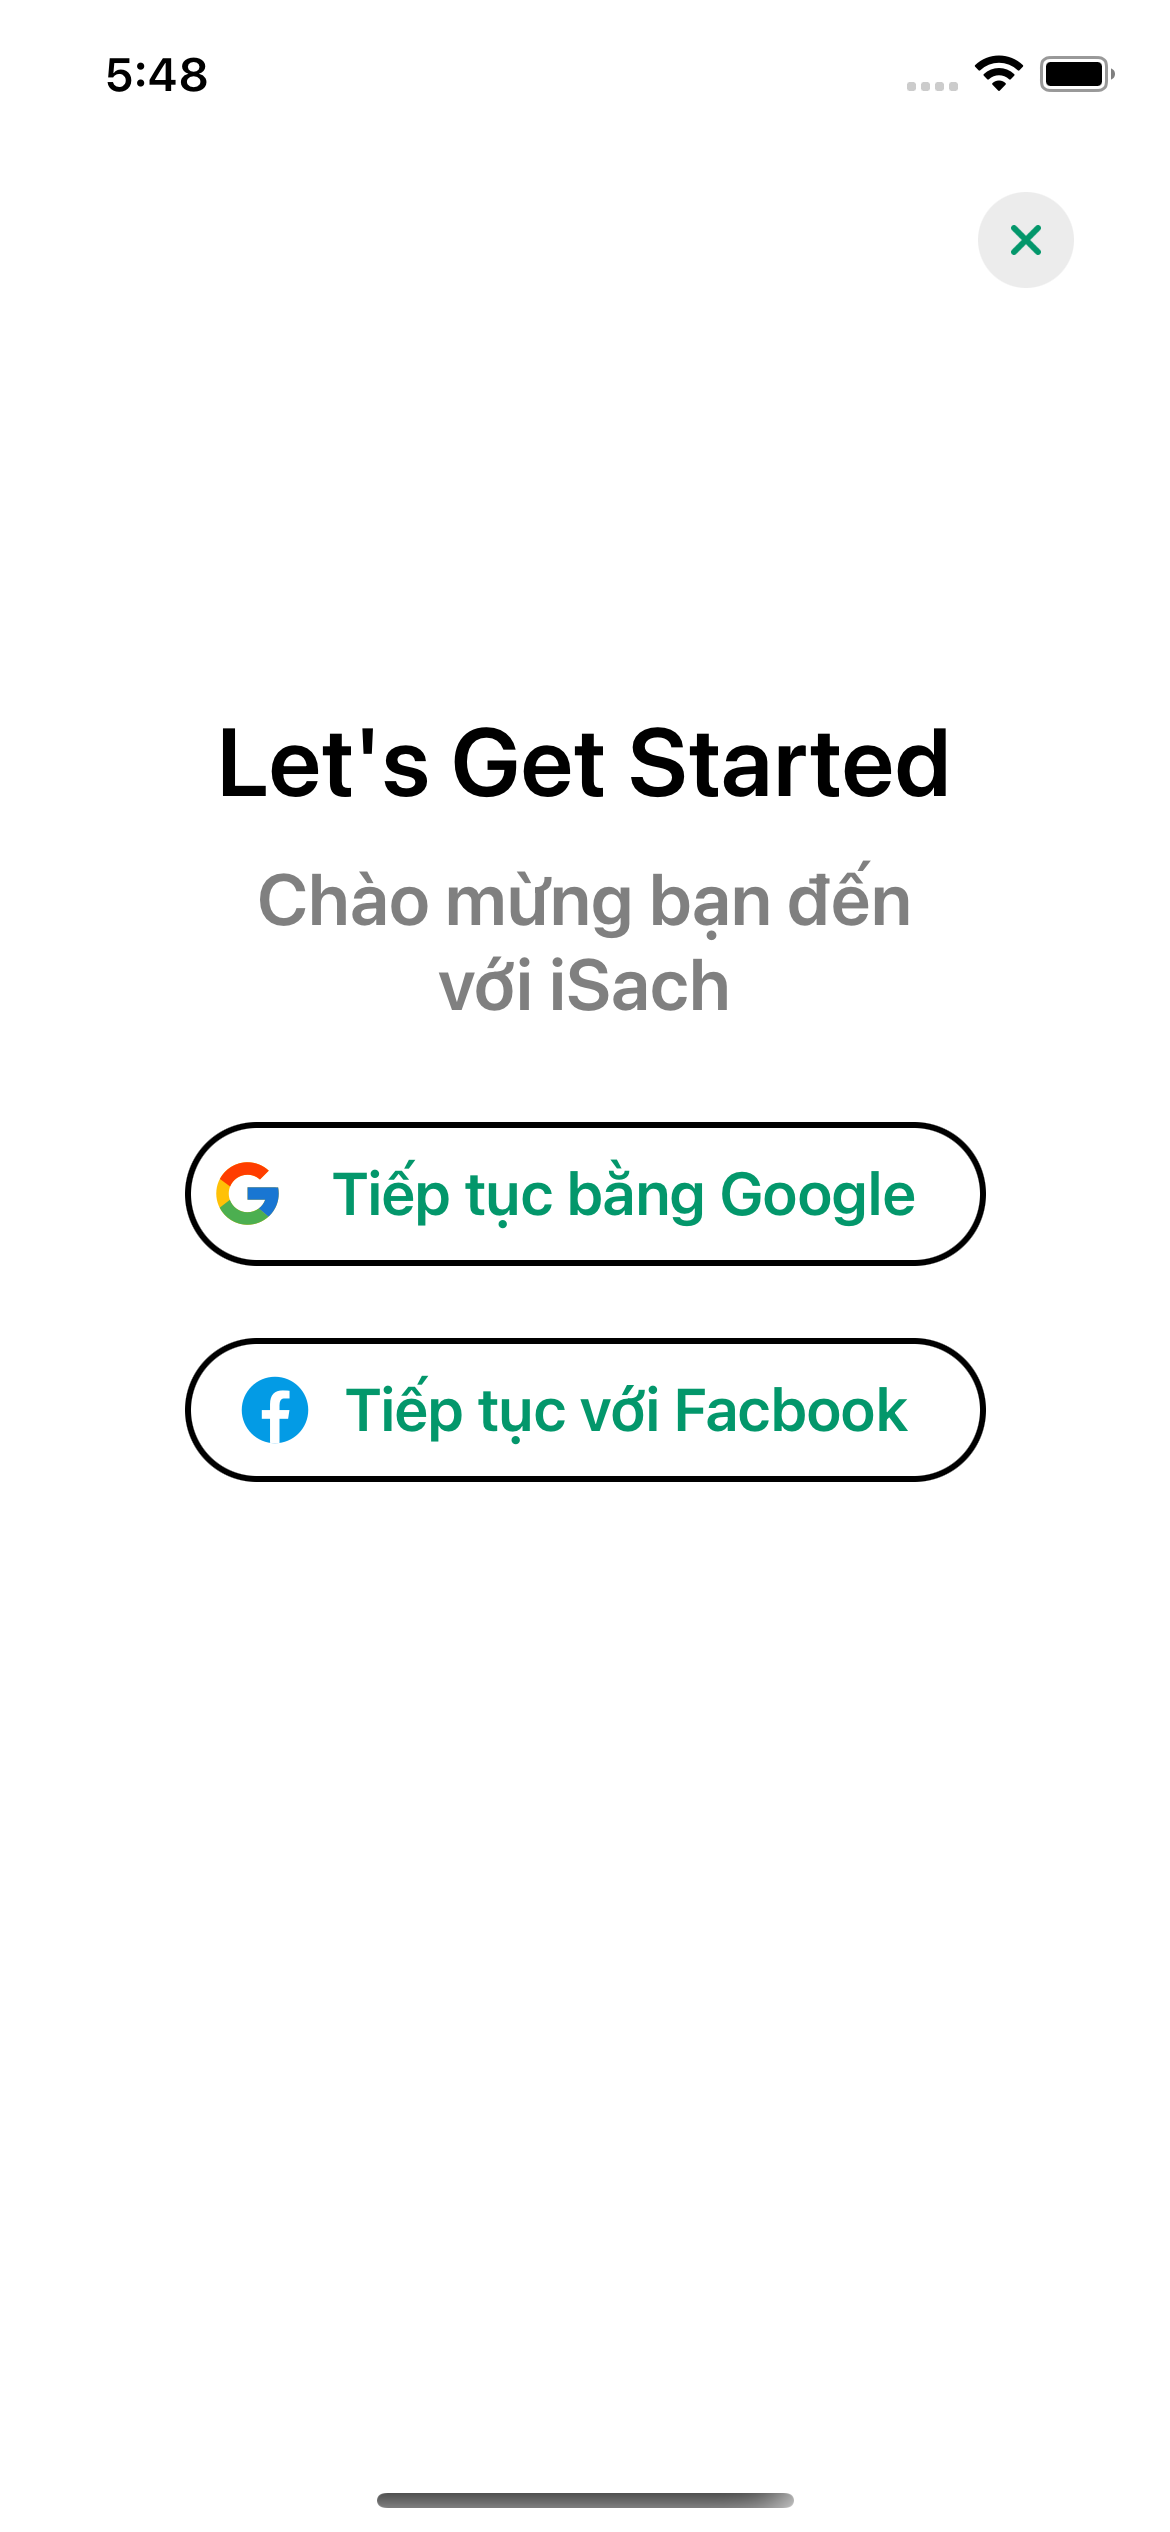 5:48
Let's Get Started
Chào mừng bạn đến
với iSach
Tiếp tục bằng Google
Tiếp tục với Facbook